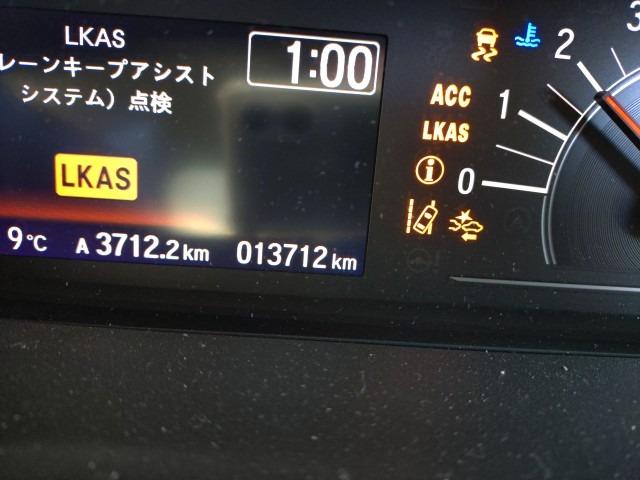 LKAS
レーンキープアシスト
システム）点検
1:00
LKAS
9°C A 3712.2 km 013712 km
ACC
LKAS
0
1
2
3